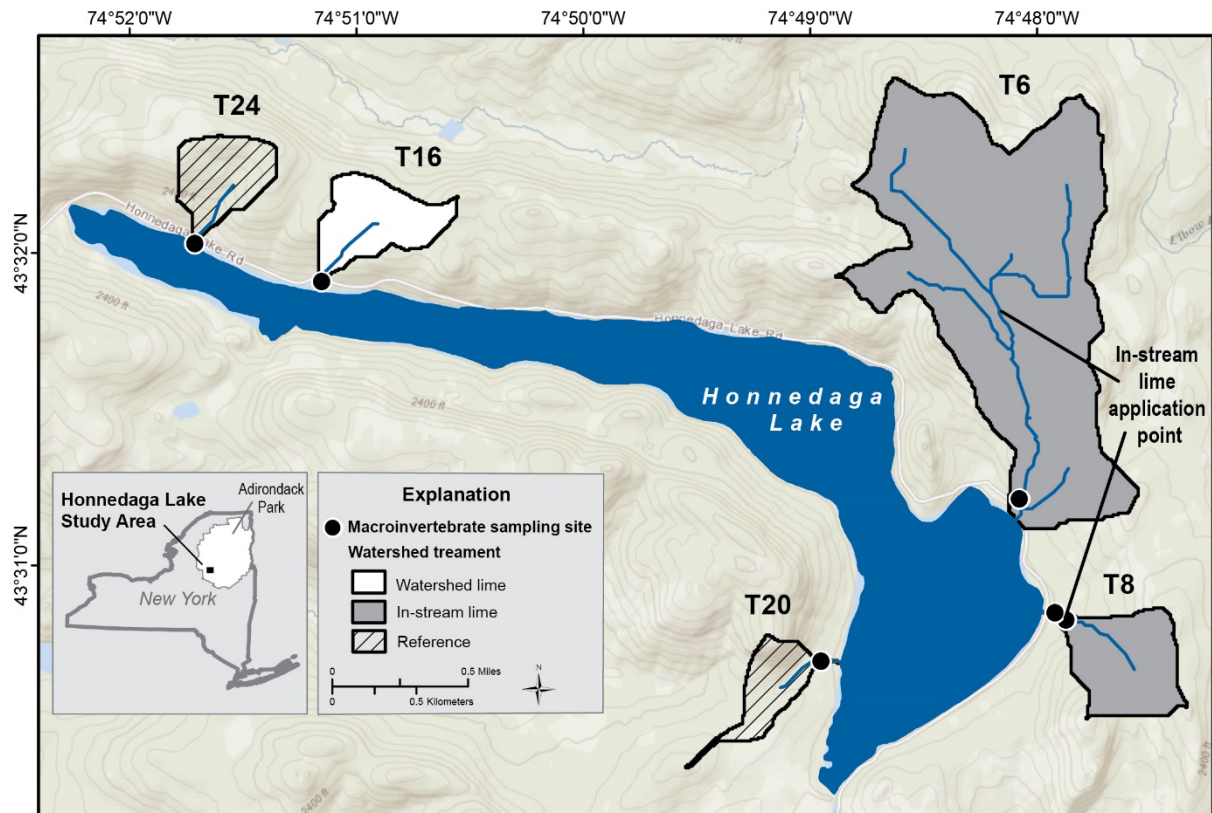 74°52'0"W
74°51'0"W
74°50'0"W
74°49'0"W
74°48'0"W
43°32'0"N
43°31'0"N
T24
T16
T6
Honnedaga Lake Rd
2400 ft
Honnedaga Lake Rd
Elbow
2400 ft
2400 ft
In-stream
lime
application
point
Honnedaga
Lake
T20
T8
2400 ft
Honnedaga Lake
Study Area
Adirondack
Park
New York
Explanation
Macroinvertebrate sampling site
Watershed treament
Watershed lime
In-stream lime
Reference
0 0.5 Miles
0 0.5 Kilometers
N